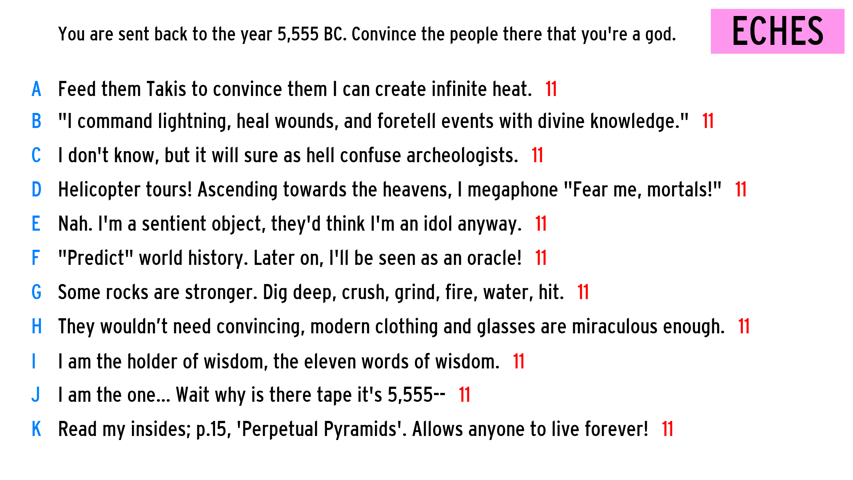 You are sent back to the year 5,555 BC. Convince the people there that you're a god.
ECHES
A Feed them Takis to convince them I can create infinite heat. 11
B "I command lightning, heal wounds, and foretell events with divine knowledge." 11
C I don't know, but it will sure as hell confuse archeologists. 11
D Helicopter tours! Ascending towards the heavens, I megaphone "Fear me, mortals!" 11
E Nah. I'm a sentient object, they'd think I'm an idol anyway. 11
F "Predict" world history. Later on, I'll be seen as an oracle! 11
G Some rocks are stronger. Dig deep, crush, grind, fire, water, hit. 11
H They wouldn’t need convincing, modern clothing and glasses are miraculous enough. 11
I I am the holder of wisdom, the eleven words of wisdom. 11
J I am the one... Wait why is there tape it's 5,555-- 11
K Read my insides; p.15, 'Perpetual Pyramids'. Allows anyone to live forever! 11